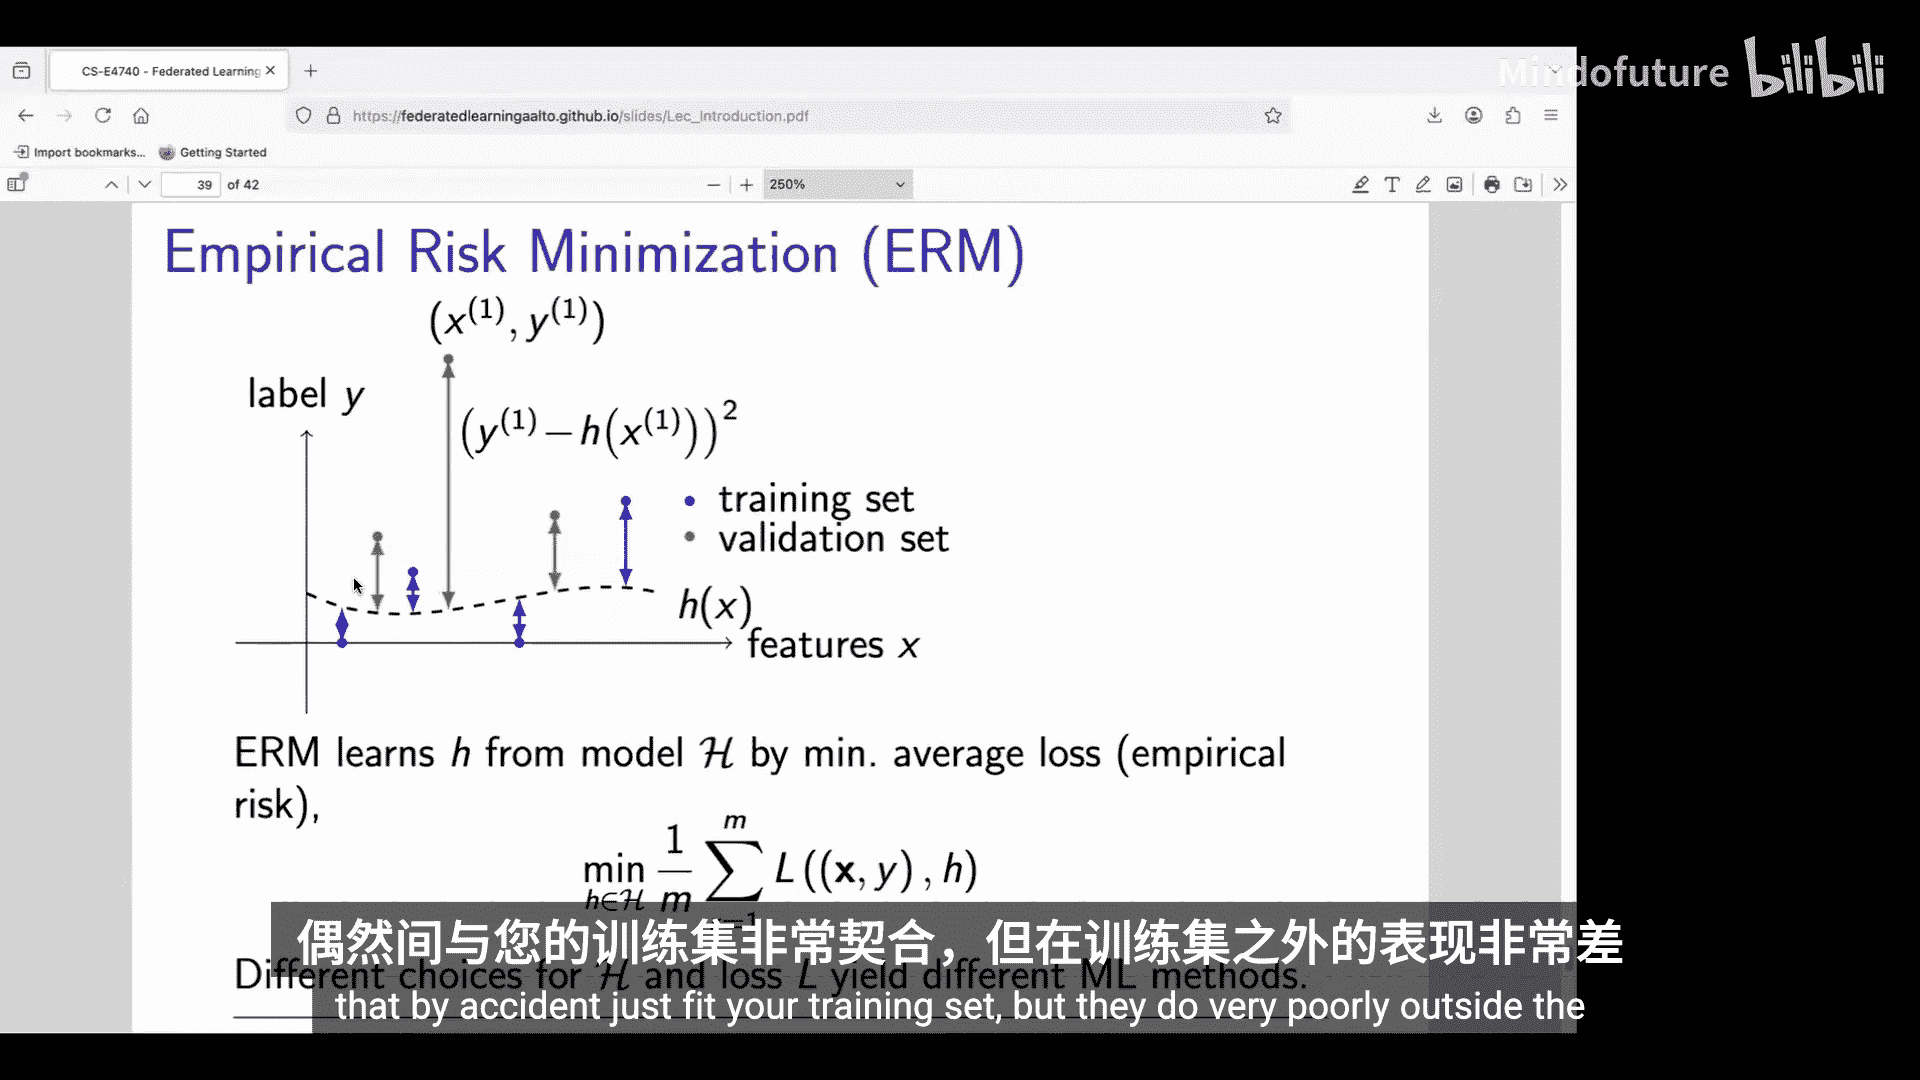 Mindofuture bilibili
CS-E4740 - Federated Learning
https://federatedlearningaalto.github.io/slides/Lec_Introduction.pdf
Import bookmarks... Getting Started
39 of 42
250%
Empirical Risk Minimization (ERM)
(x^(1), y^(1))
label y
(y^(1) − h(x^(1)))^2
training set
validation set
h(x)
features x
ERM learns h from model ℋ by min. average loss (empirical
risk),
min_{h∈ℋ} 1/m ∑^m L((𝐱, y), h)
偶然间与您的训练集非常契合，但在训练集之外的表现非常差
Different choices for ℋ and loss L yield different ML methods.
that by accident just fit your training set, but they do very poorly outside the